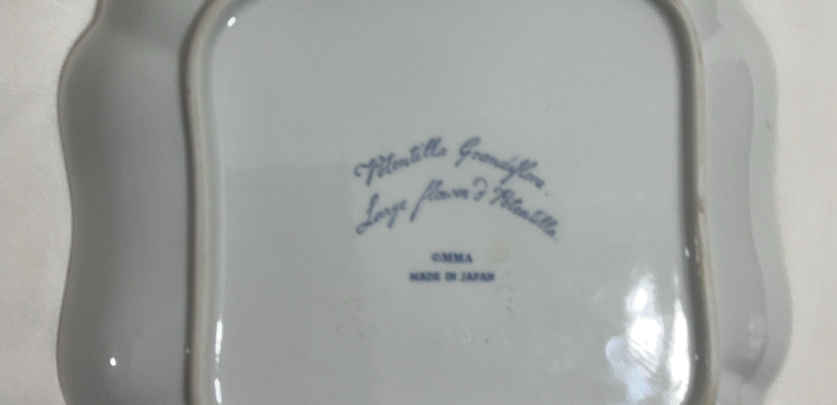 Potentilla Grandiflora.
Large flower'd Potentilla.
©MMA
MADE IN JAPAN